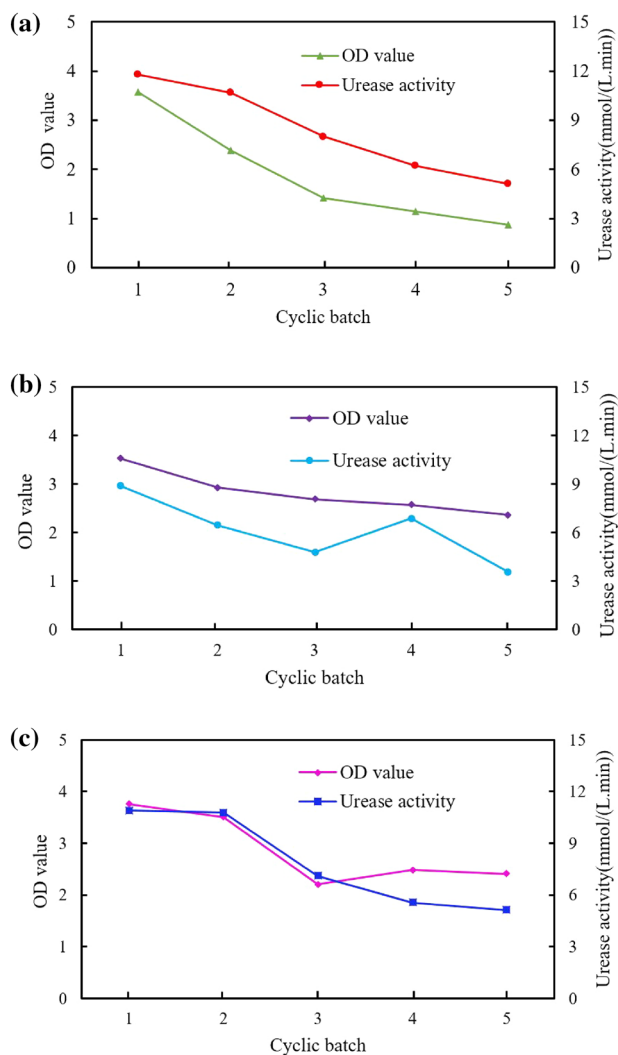 (a)
5
4
3
2
1
0
OD value
OD value
Urease activity
15
12
9
6
3
0
Urease activity(mmol/(L.min))
1 2 3 4 5
Cyclic batch
(b)
5
4
3
2
1
0
OD value
OD value
Urease activity
15
12
9
6
3
0
Urease activity(mmol/(L.min))
1 2 3 4 5
Cyclic batch
(c)
5
4
3
2
1
0
OD value
OD value
Urease activity
15
12
9
6
3
0
Urease activity(mmol/(L.min))
1 2 3 4 5
Cyclic batch